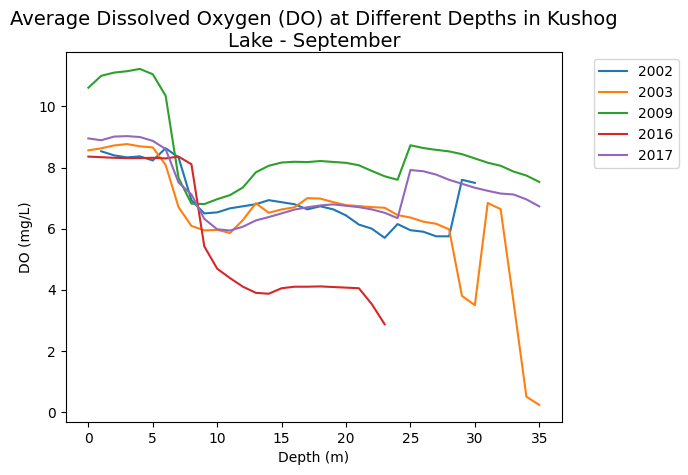 Average Dissolved Oxygen (DO) at Different Depths in Kushog
Lake - September
2002
2003
2009
2016
2017
DO (mg/L)
10
8
6
4
2
0
0 5 10 15 20 25 30 35
Depth (m)